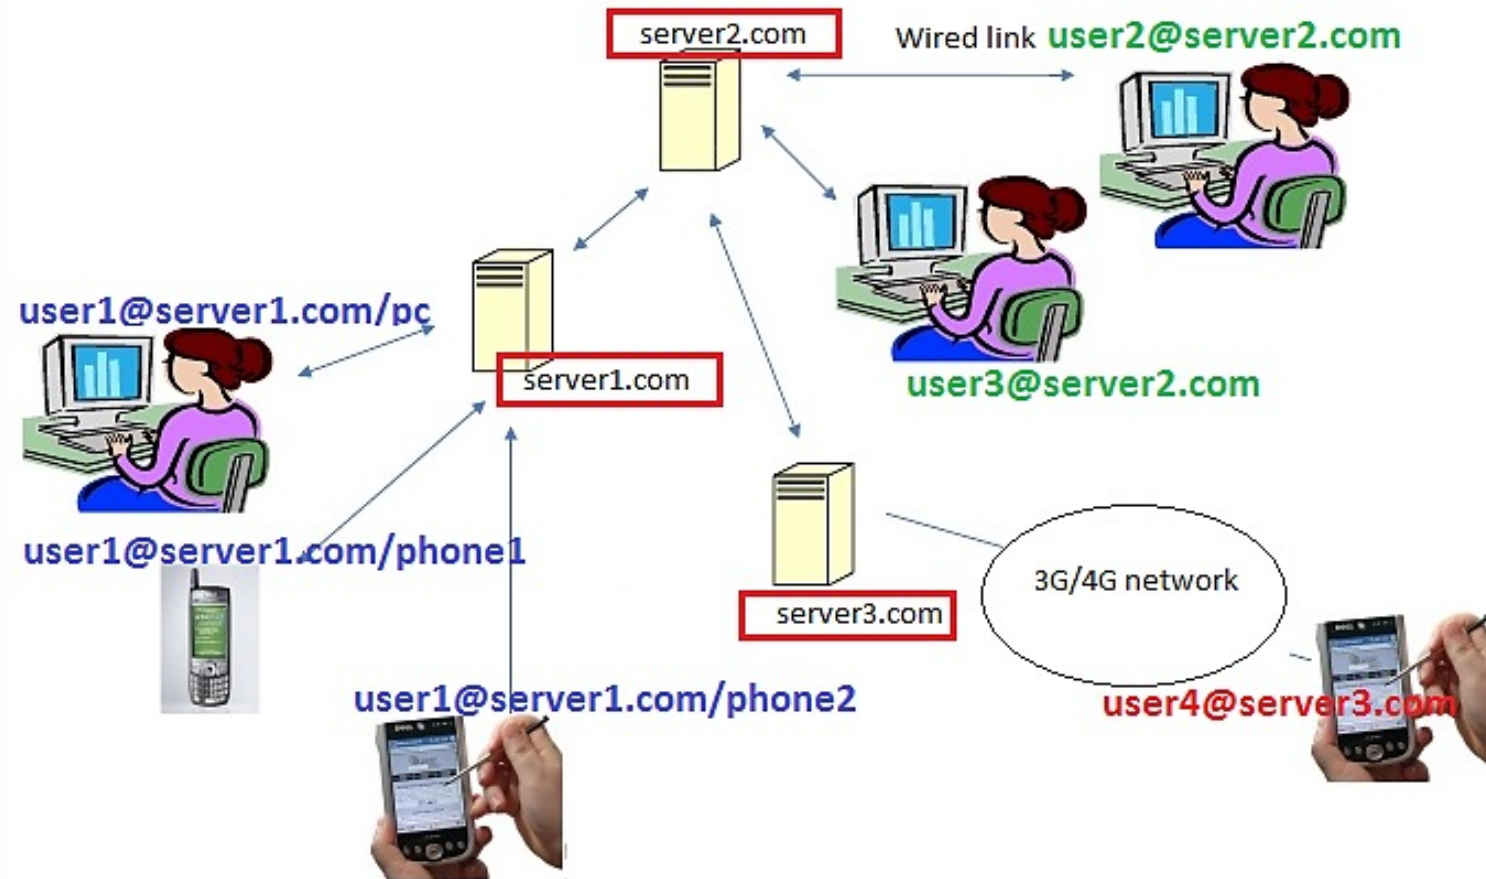 server2.com
Wired link user2@server2.com
user1@server1.com/pc
server1.com
user3@server2.com
user1@server1.com/phone1
3G/4G network
server3.com
user1@server1.com/phone2
user4@server3.com